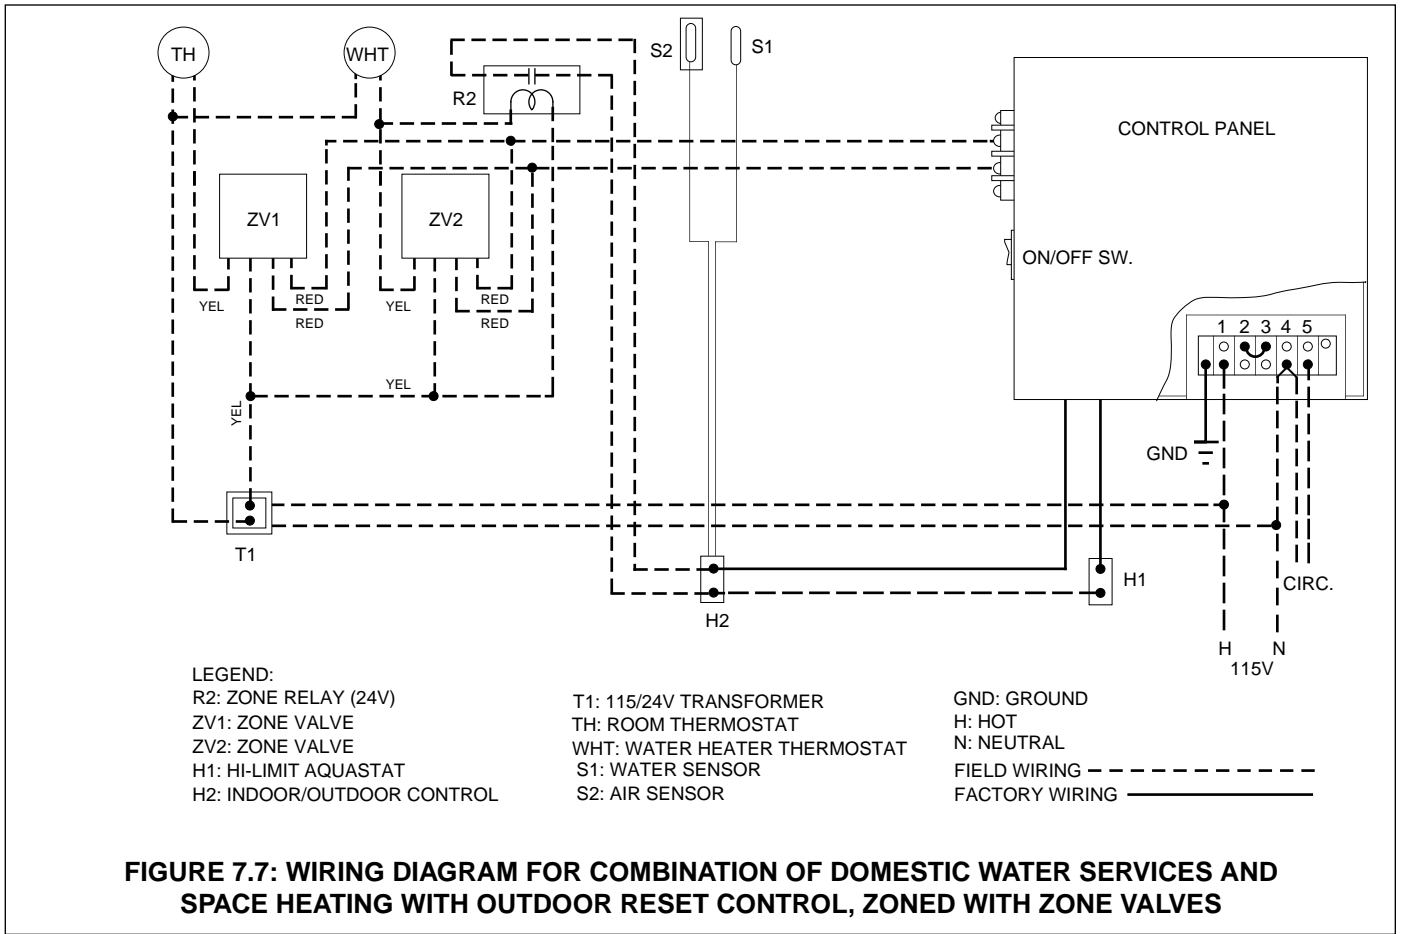 TH
WHT
S2
S1
R2
CONTROL PANEL
ZV1
ZV2
ON/OFF SW.
YEL
RED
RED
YEL
RED
RED
1 2 3 4 5
YEL
YEL
GND
T1
H1
CIRC.
H2
H N
115V
LEGEND:
R2: ZONE RELAY (24V)
ZV1: ZONE VALVE
ZV2: ZONE VALVE
H1: HI-LIMIT AQUASTAT
H2: INDOOR/OUTDOOR CONTROL
T1: 115/24V TRANSFORMER
TH: ROOM THERMOSTAT
WHT: WATER HEATER THERMOSTAT
S1: WATER SENSOR
S2: AIR SENSOR
GND: GROUND
H: HOT
N: NEUTRAL
FIELD WIRING
FACTORY WIRING
FIGURE 7.7: WIRING DIAGRAM FOR COMBINATION OF DOMESTIC WATER SERVICES AND
SPACE HEATING WITH OUTDOOR RESET CONTROL, ZONED WITH ZONE VALVES